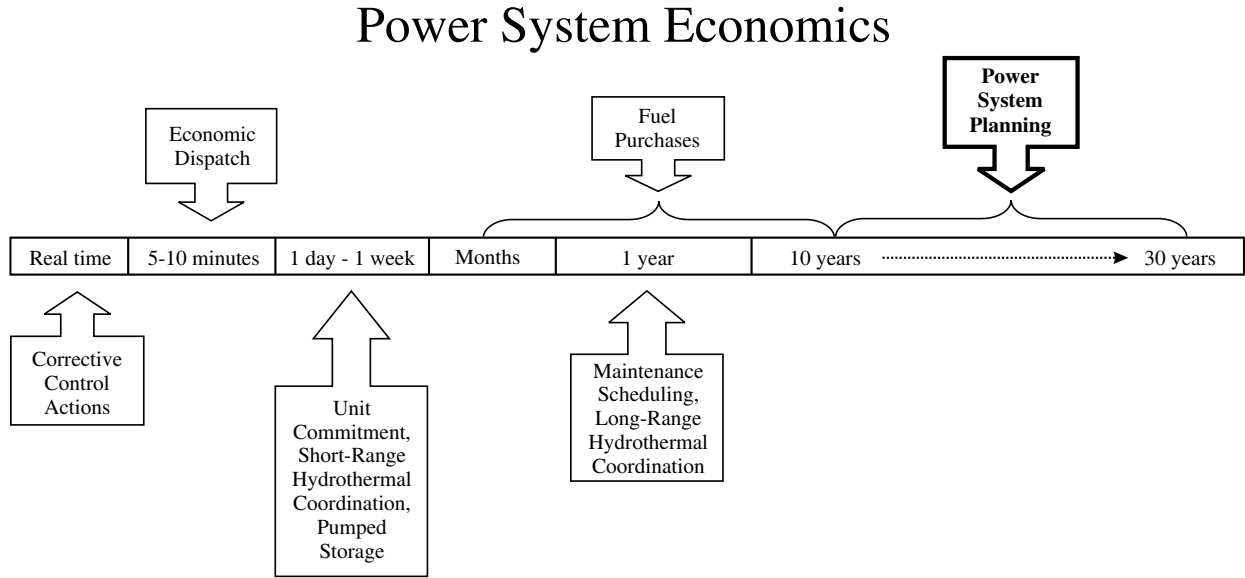 Power System Economics
Power
System
Planning
Economic
Dispatch
Fuel
Purchases
Real time
5-10 minutes
1 day - 1 week
Months
1 year
10 years
30 years
Corrective
Control
Actions
Unit
Commitment,
Short-Range
Hydrothermal
Coordination,
Pumped
Storage
Maintenance
Scheduling,
Long-Range
Hydrothermal
Coordination